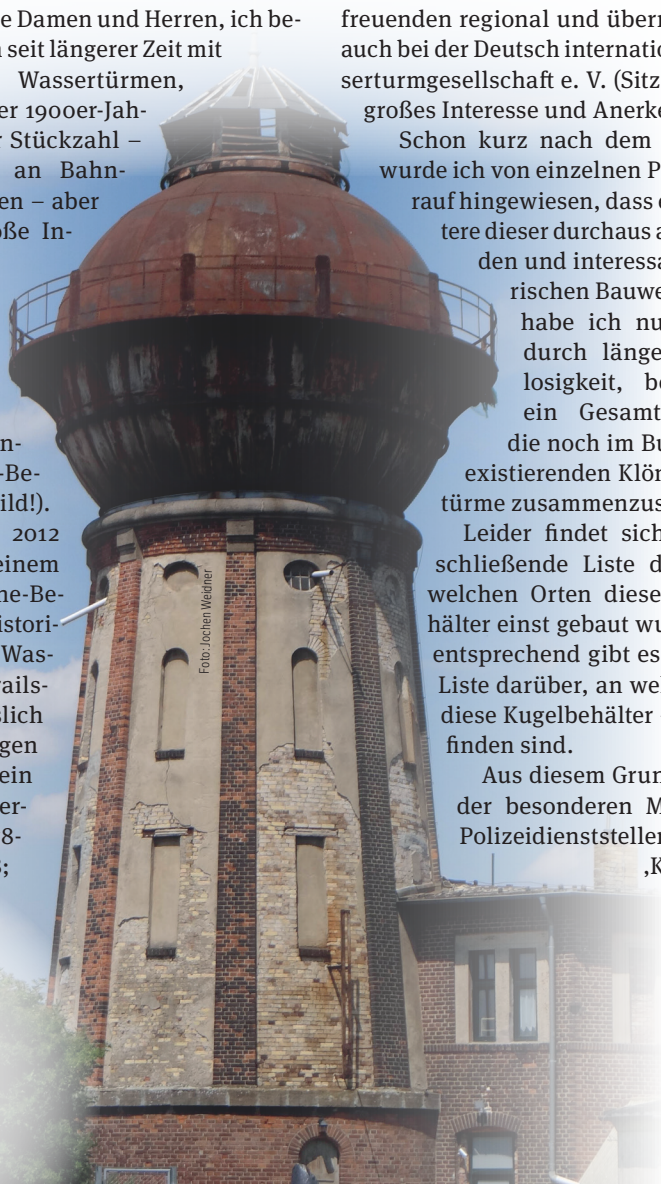 e Damen und Herren, ich be-
seit längerer Zeit mit
Wassertürmen,
er 1900er-Jah-
r Stückzahl –
an Bahn-
en – aber
oße In-
n-
-Be-
ild!).
2012
einem
ne-Be-
istori-
Was-
ails-
lich
gen
ein
er-
8-
;
Foto: Jochen Weidner
freuenden regional und überr
auch bei der Deutsch internatio
serturmgesellschaft e. V. (Sitz
großes Interesse und Anerke
Schon kurz nach dem
wurde ich von einzelnen P
rauf hingewiesen, dass
tere dieser durchaus a
den und interessa
rischen Bauwe
habe ich nu
durch länge
losigkeit, be
ein Gesamt
die noch im Bu
existierenden Klön
türme zusammenzus
Leider findet sich
schließende Liste d
welchen Orten diese
hälter einst gebaut wu
entsprechend gibt es
Liste darüber, an wel
diese Kugelbehälter
finden sind.
Aus diesem Grun
der besonderen M
Polizeidienststeller
‚K